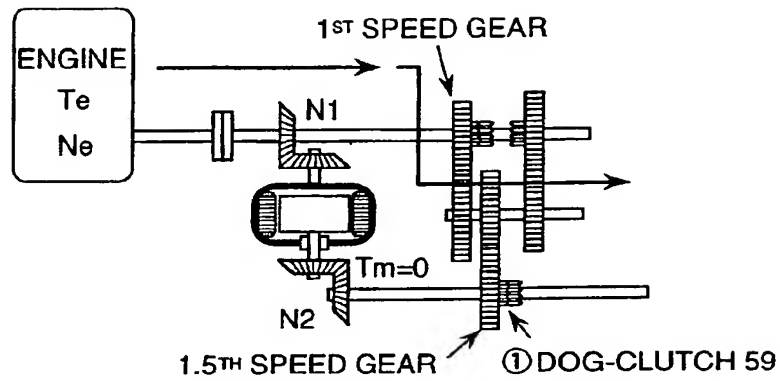 1ST SPEED GEAR
ENGINE
Te
Ne
N1
Tm=0
N2
1.5TH SPEED GEAR
①DOG-CLUTCH 59